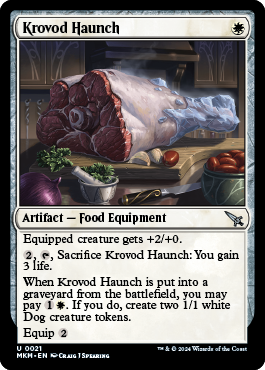 Krovod Haunch
Artifact — Food Equipment
Equipped creature gets +2/+0.
2, Sacrifice Krovod Haunch: You gain
3 life.
When Krovod Haunch is put into a
graveyard from the battlefield, you may
pay 1. If you do, create two 1/1 white
Dog creature tokens.
Equip 2
U 0021
MKM • EN CRAIG J SPEARING
™ & © 2024 Wizards of the Coast